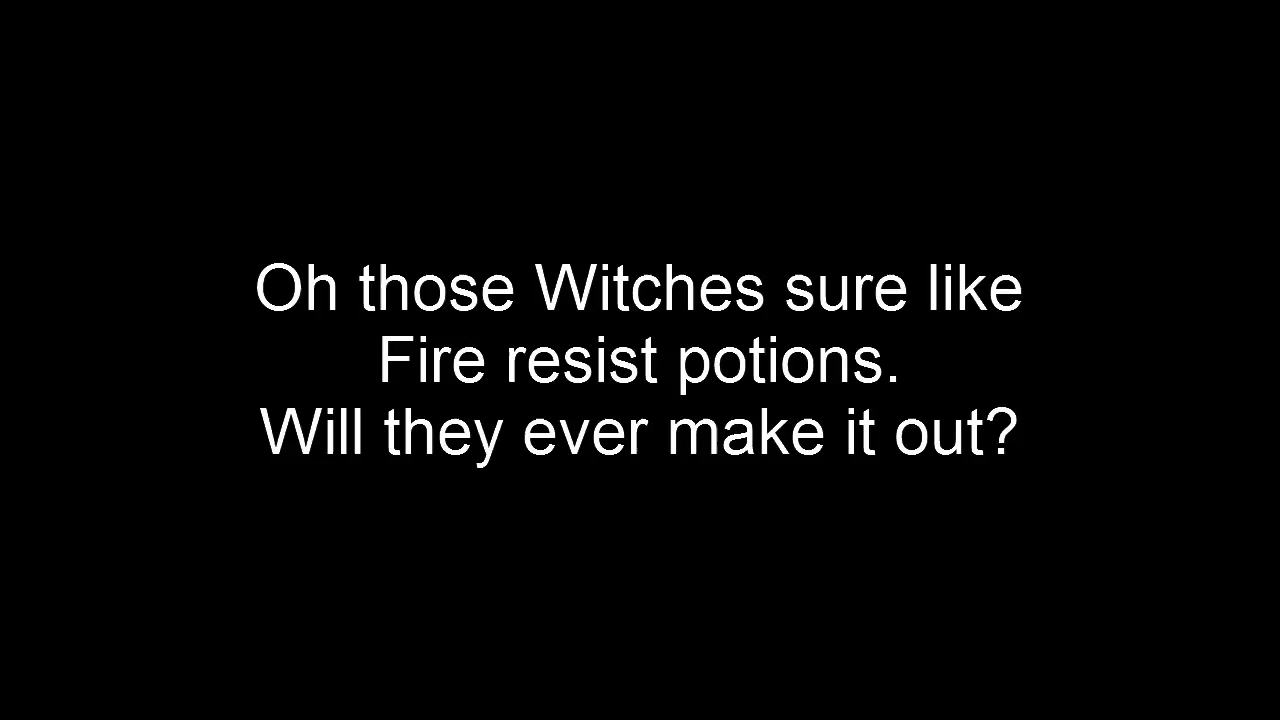 Oh those Witches sure like
Fire resist potions.
Will they ever make it out?